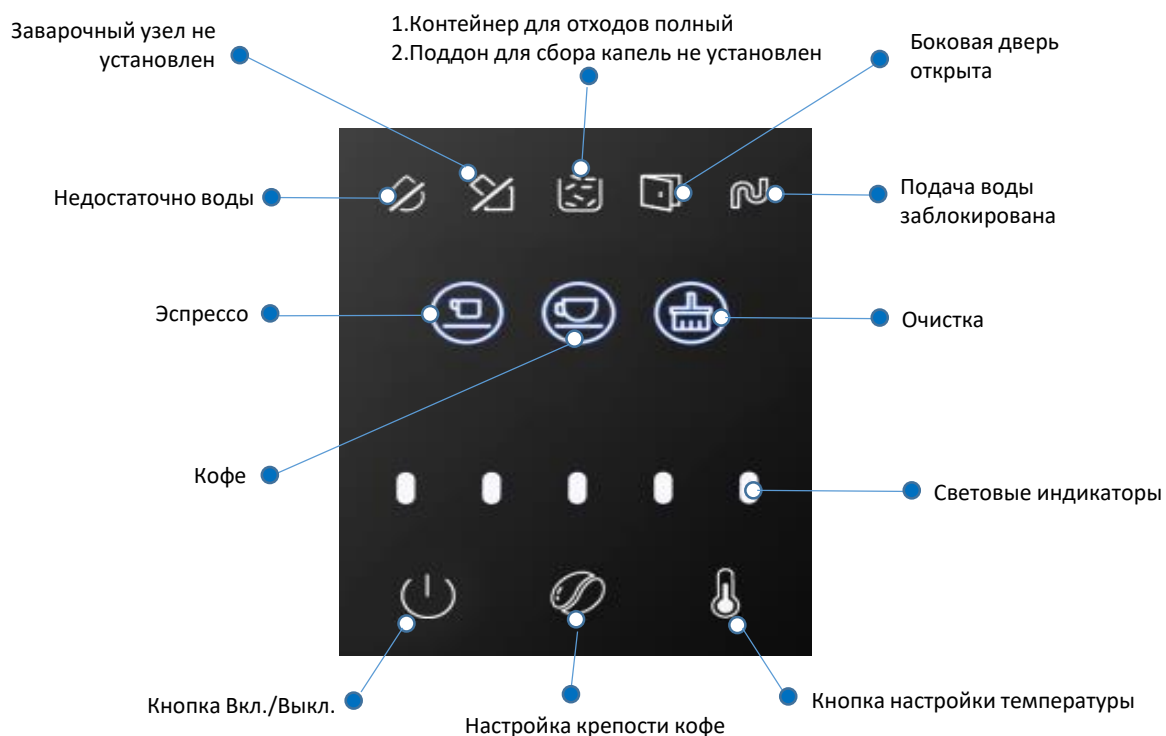 1.Контейнер для отходов полный
2.Поддон для сбора капель не установлен
Заварочный узел не
установлен
Боковая дверь
открыта
Недостаточно воды
Подача воды
заблокирована
Эспрессо
Очистка
Кофе
Световые индикаторы
Кнопка Вкл./Выкл.
Настройка крепости кофе
Кнопка настройки температуры